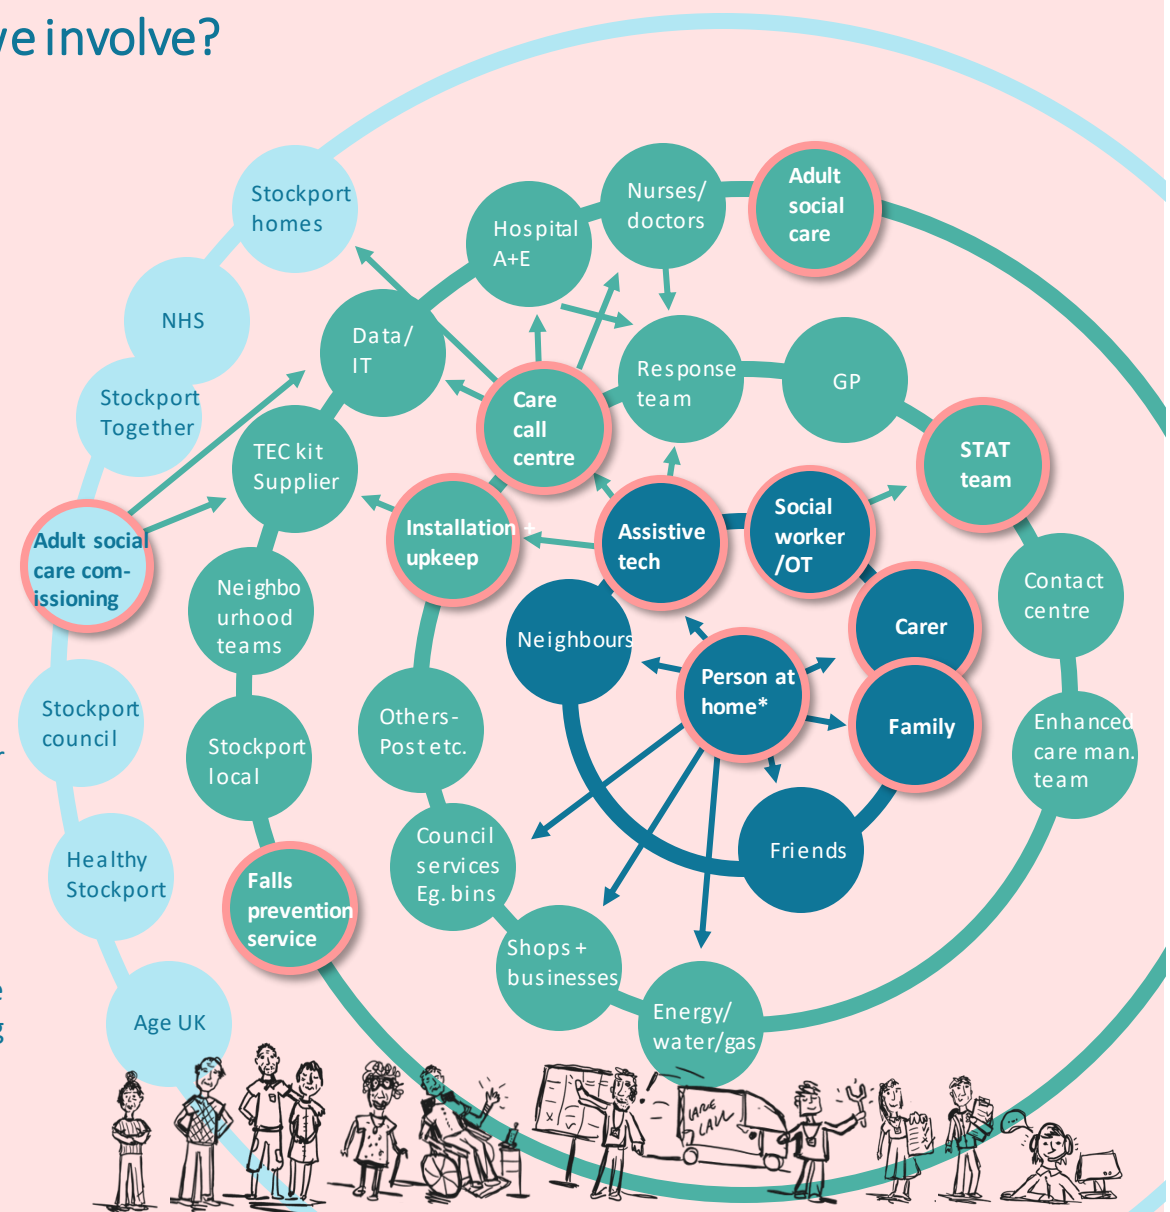 ve involve?
Stockport
homes
Nurses/
doctors
Adult
social
care
Hospital
A+E
NHS
Data/
IT
Response
team
GP
Stockport
Together
Care
call
centre
TEC kit
Supplier
STAT
team
Adult social
care com-
issioning
Installation +
upkeep
Assistive
tech
Social
worker
/OT
Neighbo
urhood
teams
Contact
centre
Neighbours
Carer
Person at
home*
Family
Stockport
council
r
Stockport
local
Others-
Post etc.
Enhanced
care man.
team
Healthy
Stockport
Council
services
Eg. bins
Friends
Falls
prevention
service
Shops +
businesses
e
g
Age UK
Energy/
water/gas
CARE
CALL